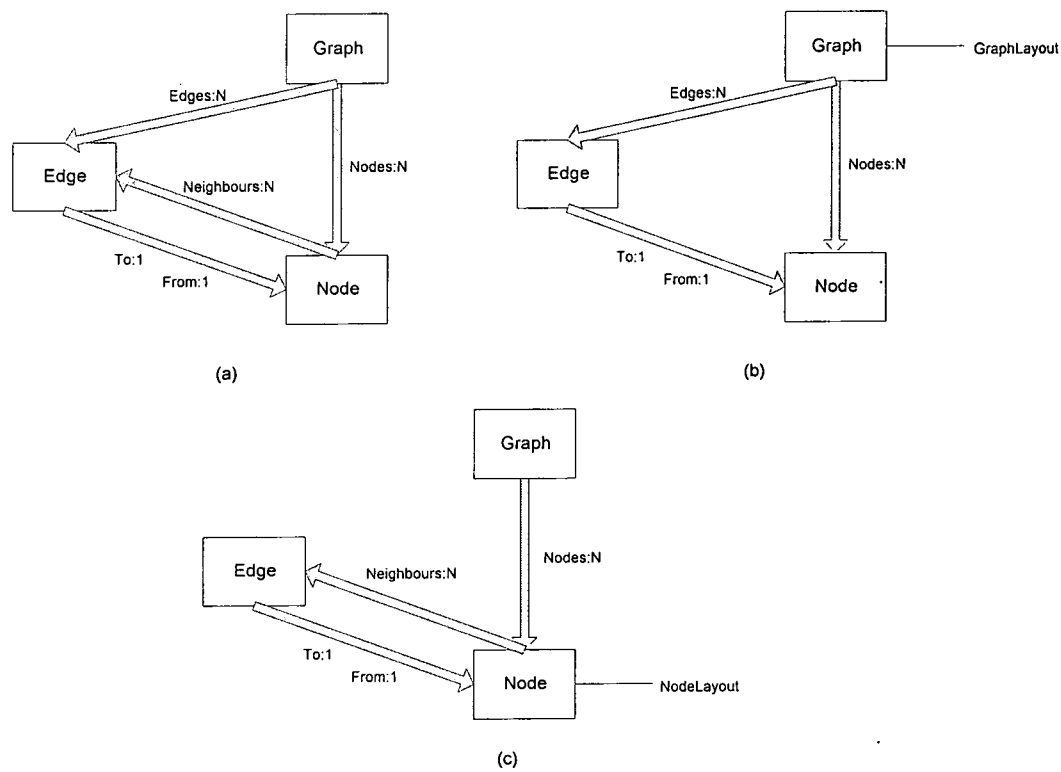 Graph
Edges:N
Edge
Neighbours:N
Nodes:N
To:1
From:1
Node
(a)
Graph
GraphLayout
Edges:N
Edge
Nodes:N
To:1
From:1
Node
(b)
Graph
Nodes:N
Edge
Neighbours:N
To:1
From:1
Node
NodeLayout
(c)